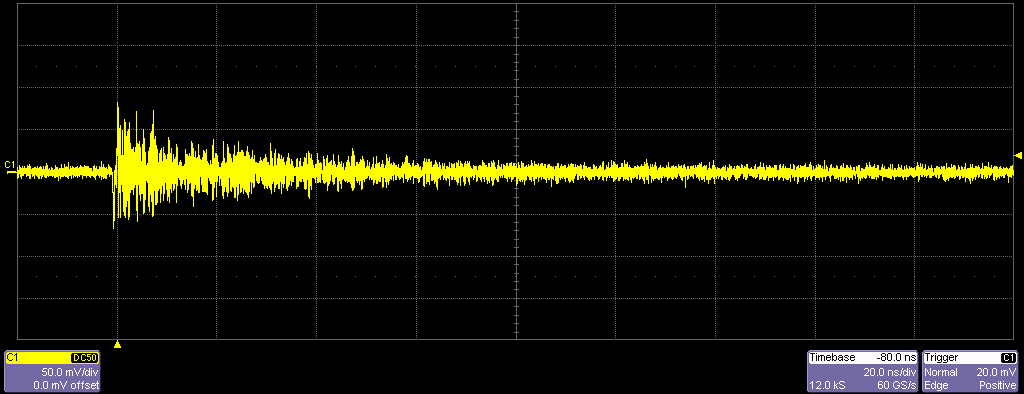 C1
C1 DC50
50.0 mV/div
0.0 mV offset
Timebase -80.0 ns
20.0 ns/div
12.0 kS 60 GS/s
Trigger C1
Normal 20.0 mV
Edge Positive